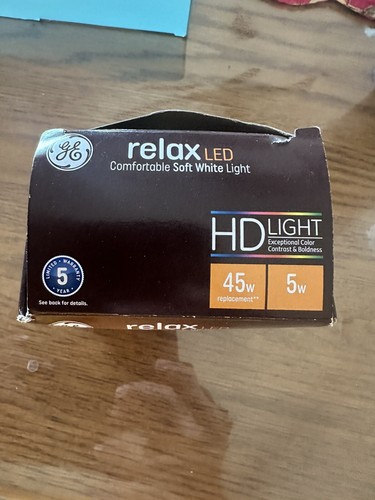 GE
relax LED
Comfortable Soft White Light
HD LIGHT
Exceptional Color
Contrast & Boldness
LIMITED WARRANTY
5
YEAR
See back for details.
45w
replacement**
5w
relax LED